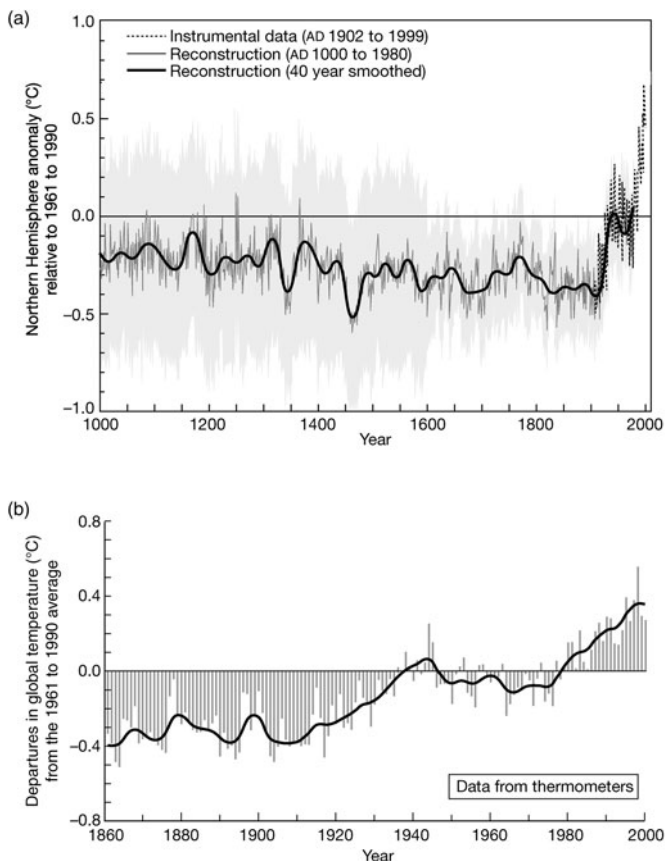 (a)
1.0
0.5
0.0
−0.5
−1.0
Northern Hemisphere anomaly (°C)
relative to 1961 to 1990
Instrumental data (AD 1902 to 1999)
Reconstruction (AD 1000 to 1980)
Reconstruction (40 year smoothed)
1000 1200 1400 1600 1800 2000
Year
(b)
0.8
0.4
0.0
−0.4
−0.8
Departures in global temperature (°C)
from the 1961 to 1990 average
Data from thermometers
1860 1880 1900 1920 1940 1960 1980 2000
Year